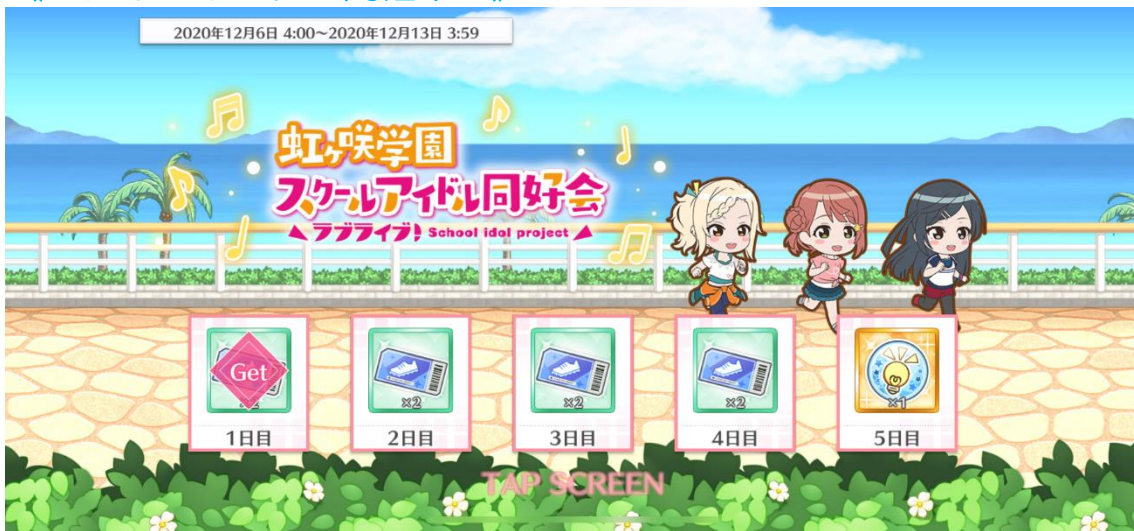 2020年12月6日 4:00~2020年12月13日 3:59
虹ヶ咲学園
スクールアイドル同好会
ラブライブ! School idol project
Get
×2
×2
×2
×2
×1
1日目
2日目
3日目
4日目
5日目
TAP SCREEN